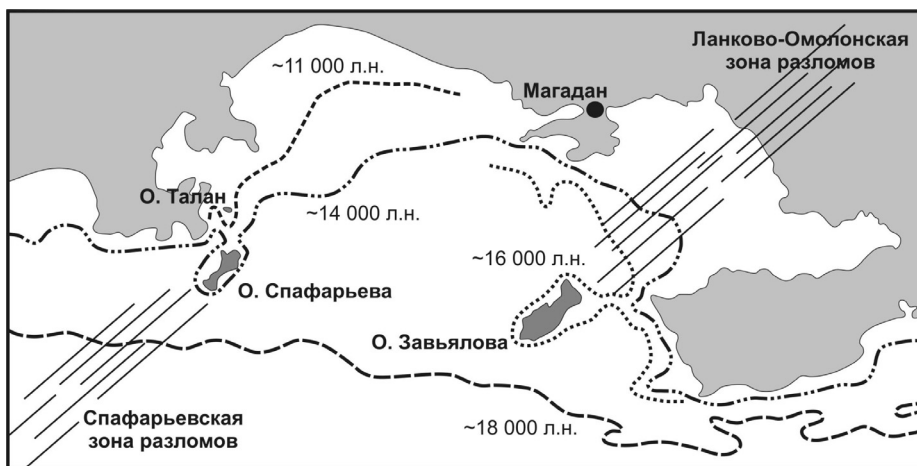 Ланково-Омолонская
зона разломов
~11 000 л.н.
Магадан
О. Талан
~14 000 л.н.
~16 000 л.н.
О. Спафарьева
О. Завьялова
Спафарьевская
зона разломов
~18 000 л.н.